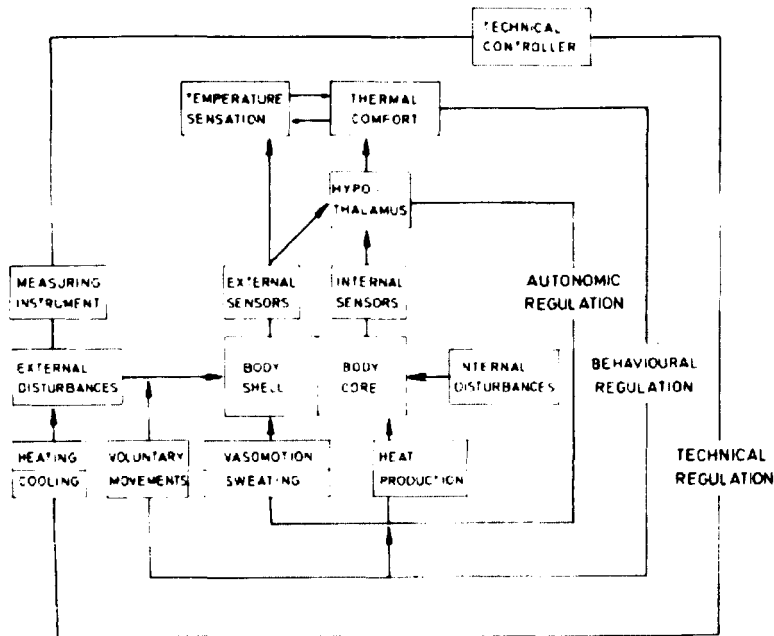 TECHNICAL
CONTROLLER
TEMPERATURE
SENSATION
THERMAL
COMFORT
HYPO
THALAMUS
MEASURING
INSTRUMENT
EXTERNAL
SENSORS
INTERNAL
SENSORS
AUTONOMIC
REGULATION
EXTERNAL
DISTURBANCES
BODY
SHELL
BODY
CORE
INTERNAL
DISTURBANCES
BEHAVIOURAL
REGULATION
HEATING
COOLING
VOLUNTARY
MOVEMENTS
VASOMOTION
SWEATING
HEAT
PRODUCTION
TECHNICAL
REGULATION